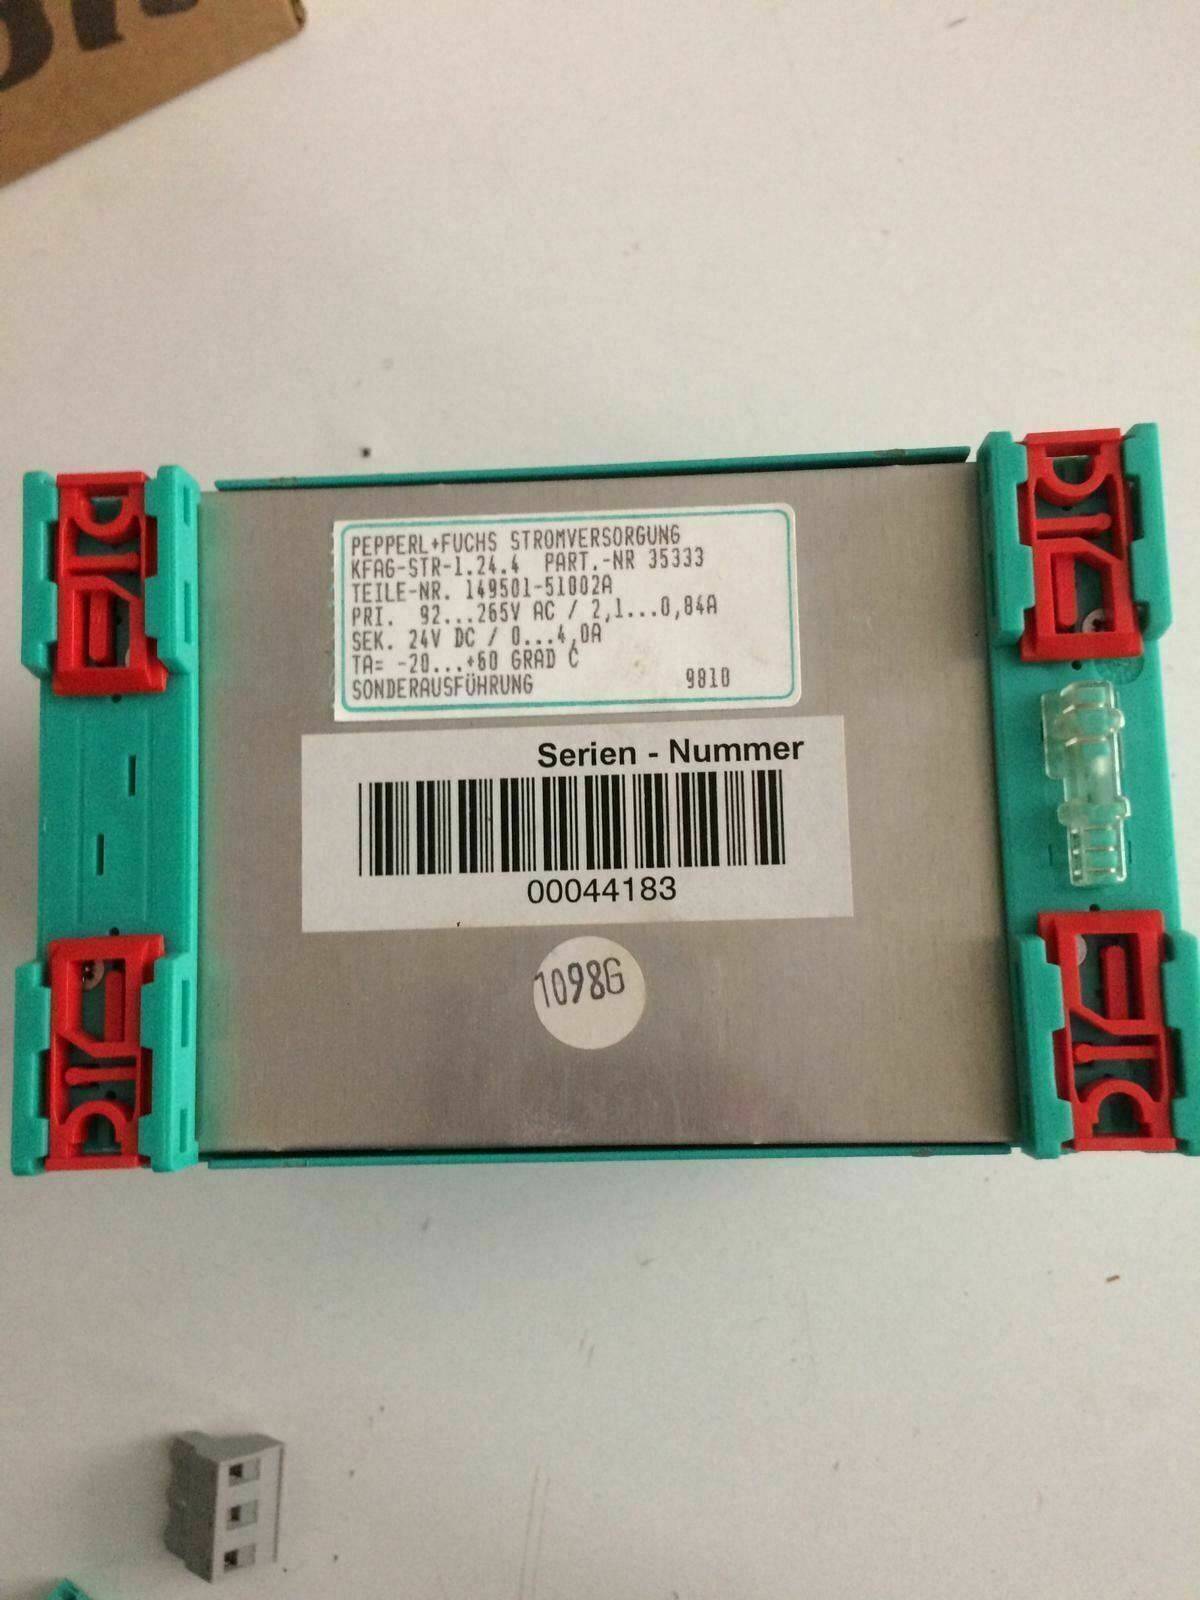 PEPPERL+FUCHS STROMVERSORGUNG
KFAG-STR-1.24.4 PART.-NR 35333
TEILE-NR. 149501-51002A
PRI. 92...265V AC / 2,1...0,84A
SEK. 24V DC / 0...4,0A
TA= -20...+60 GRAD C
SONDERAUSFÜHRUNG 9810
Serien - Nummer
00044183
1098G